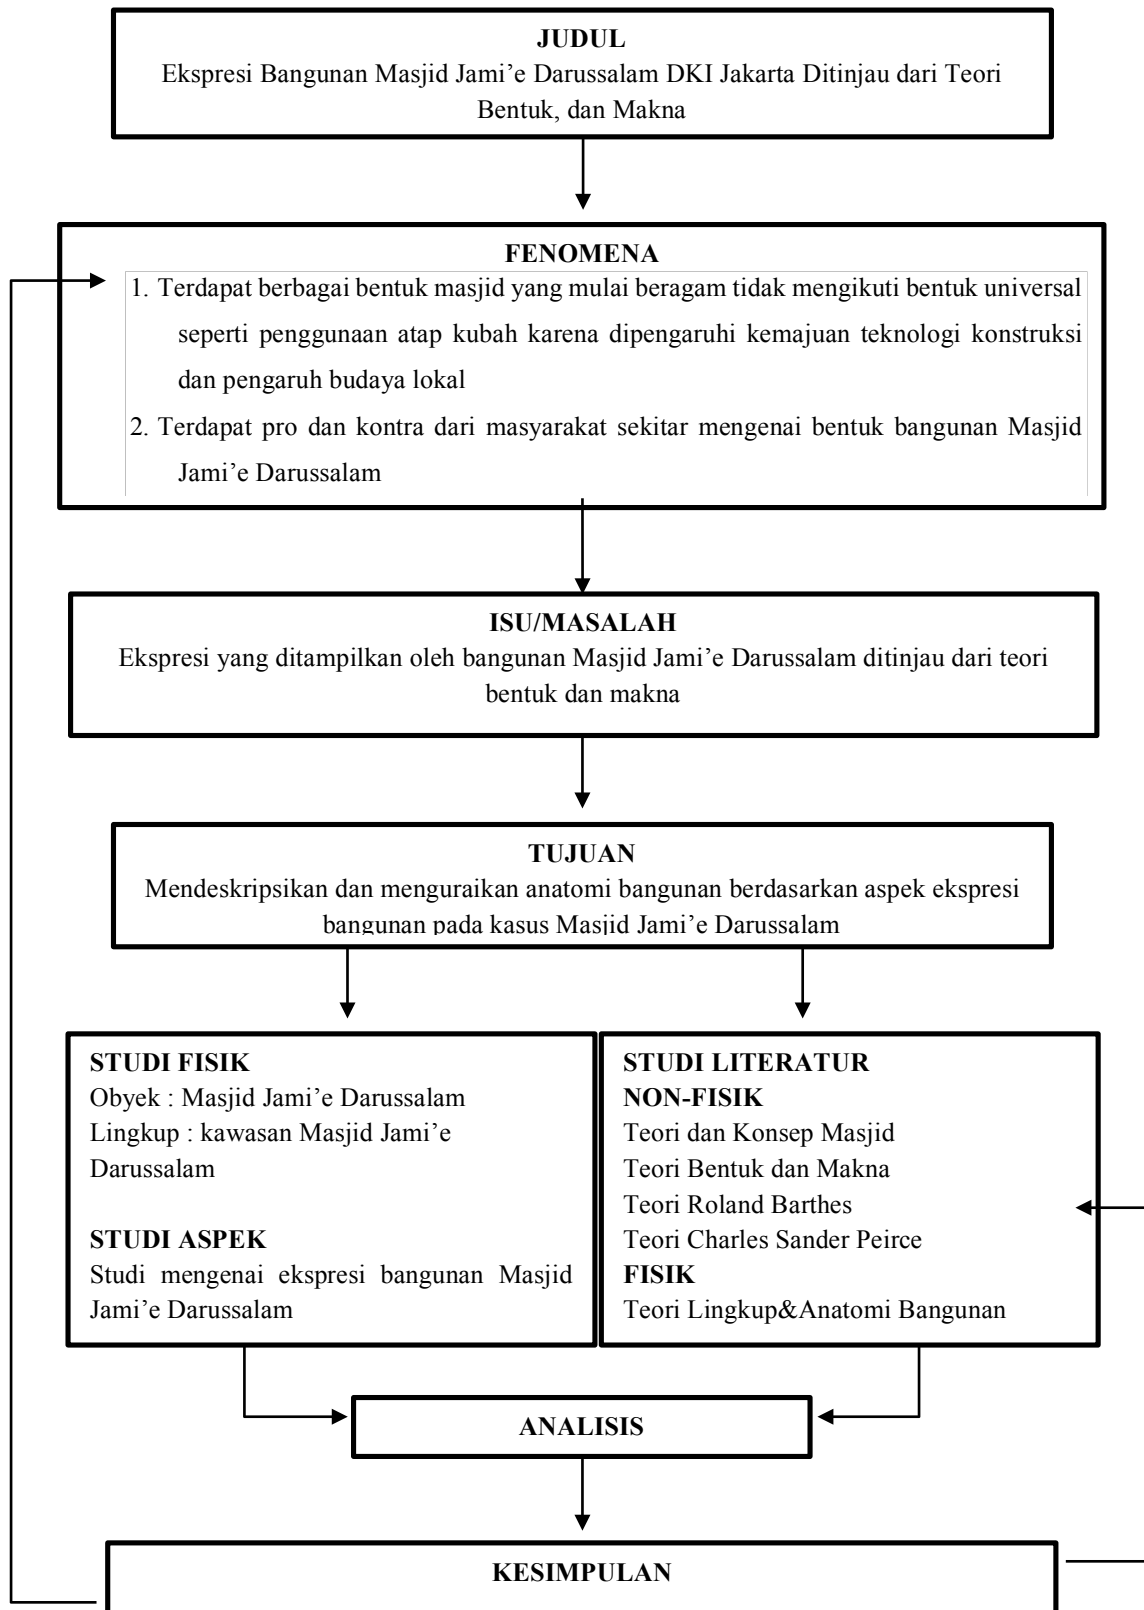 JUDUL
Ekspresi Bangunan Masjid Jami’e Darussalam DKI Jakarta Ditinjau dari Teori
Bentuk, dan Makna
FENOMENA
1. Terdapat berbagai bentuk masjid yang mulai beragam tidak mengikuti bentuk universal
seperti penggunaan atap kubah karena dipengaruhi kemajuan teknologi konstruksi
dan pengaruh budaya lokal
2. Terdapat pro dan kontra dari masyarakat sekitar mengenai bentuk bangunan Masjid
Jami’e Darussalam
ISU/MASALAH
Ekspresi yang ditampilkan oleh bangunan Masjid Jami’e Darussalam ditinjau dari teori
bentuk dan makna
TUJUAN
Mendeskripsikan dan menguraikan anatomi bangunan berdasarkan aspek ekspresi
bangunan pada kasus Masjid Jami’e Darussalam
STUDI FISIK
Obyek : Masjid Jami’e Darussalam
Lingkup : kawasan Masjid Jami’e
Darussalam
STUDI ASPEK
Studi mengenai ekspresi bangunan Masjid
Jami’e Darussalam
STUDI LITERATUR
NON-FISIK
Teori dan Konsep Masjid
Teori Bentuk dan Makna
Teori Roland Barthes
Teori Charles Sander Peirce
FISIK
Teori Lingkup&Anatomi Bangunan
ANALISIS
KESIMPULAN